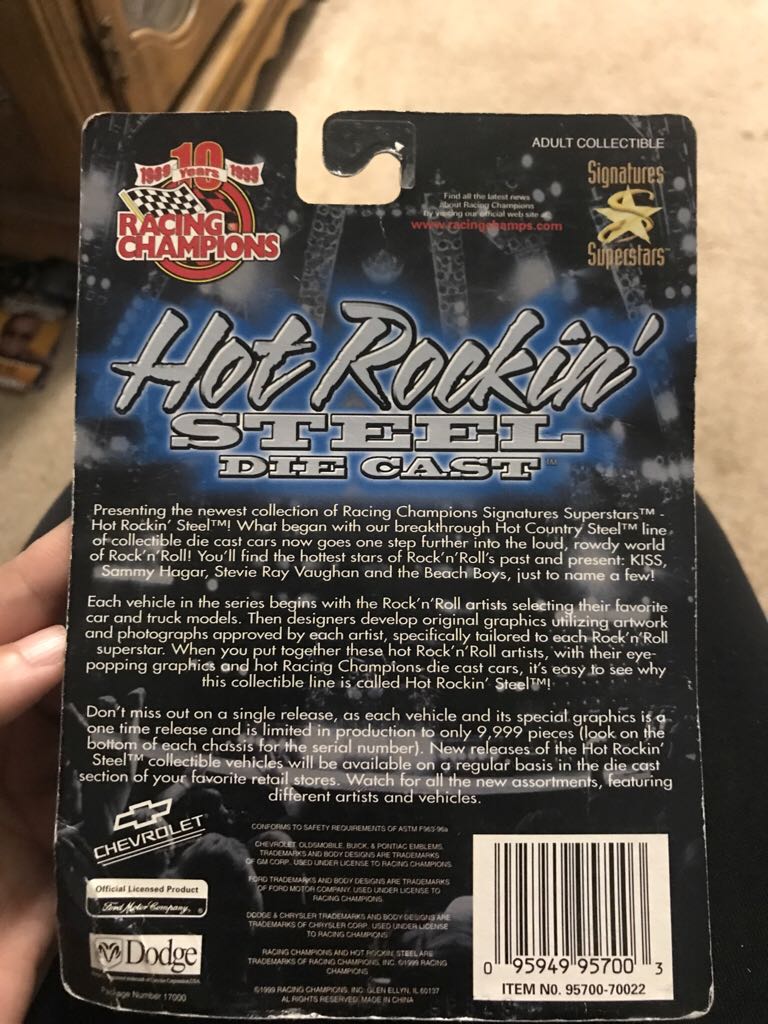 10
1989 Years 1999
RACING
CHAMPIONS
ADULT COLLECTIBLE
Signatures
Superstars
Find all the latest news
about Racing Champions
by visiting our official web site at
www.racingchamps.com
Hot Rockin'
STEEL
DIE CAST™
Presenting the newest collection of Racing Champions Signatures Superstars™ -
Hot Rockin' Steel™! What began with our breakthrough Hot Country Steel™ line
of collectible die cast cars now goes one step further into the loud, rowdy world
of Rock'n'Roll! You'll find the hottest stars of Rock'n'Roll's past and present: KISS,
Sammy Hagar, Stevie Ray Vaughan and the Beach Boys, just to name a few!
Each vehicle in the series begins with the Rock'n'Roll artists selecting their favorite
car and truck models. Then designers develop original graphics utilizing artwork
and photographs approved by each artist, specifically tailored to each Rock'n'Roll
superstar. When you put together these hot Rock'n'Roll artists, with their eye-
popping graphics and hot Racing Champions die cast cars, it's easy to see why
this collectible line is called Hot Rockin' Steel™!
Don't miss out on a single release, as each vehicle and its special graphics is a
one time release and is limited in production to only 9,999 pieces (look on the
bottom of each chassis for the serial number). New releases of the Hot Rockin'
Steel™ collectible vehicles will be available on a regular basis in the die cast
section of your favorite retail stores. Watch for all the new assortments, featuring
different artists and vehicles.
CHEVROLET
Official Licensed Product
Ford Motor Company, ®
Dodge
Package Number 17000
CONFORMS TO SAFETY REQUIREMENTS OF ASTM F963-96a
CHEVROLET, OLDSMOBILE, BUICK, & PONTIAC EMBLEMS,
TRADEMARKS AND BODY DESIGNS ARE TRADEMARKS
OF GM CORP., USED UNDER LICENSE TO RACING CHAMPIONS.
FORD TRADEMARKS AND BODY DESIGNS ARE TRADEMARKS
OF FORD MOTOR COMPANY. USED UNDER LICENSE TO
RACING CHAMPIONS.
DODGE & CHRYSLER TRADEMARKS AND BODY DESIGNS ARE
TRADEMARKS OF CHRYSLER CORP. USED UNDER LICENSE
TO RACING CHAMPIONS.
RACING CHAMPIONS AND HOT ROCKIN' STEEL ARE
TRADEMARKS OF RACING CHAMPIONS, INC. ©1999 RACING
CHAMPIONS
©1999 RACING CHAMPIONS, INC. GLEN ELLYN, IL 60137
ALL RIGHTS RESERVED. MADE IN CHINA
0 95949 95700 3
ITEM NO. 95700-70022